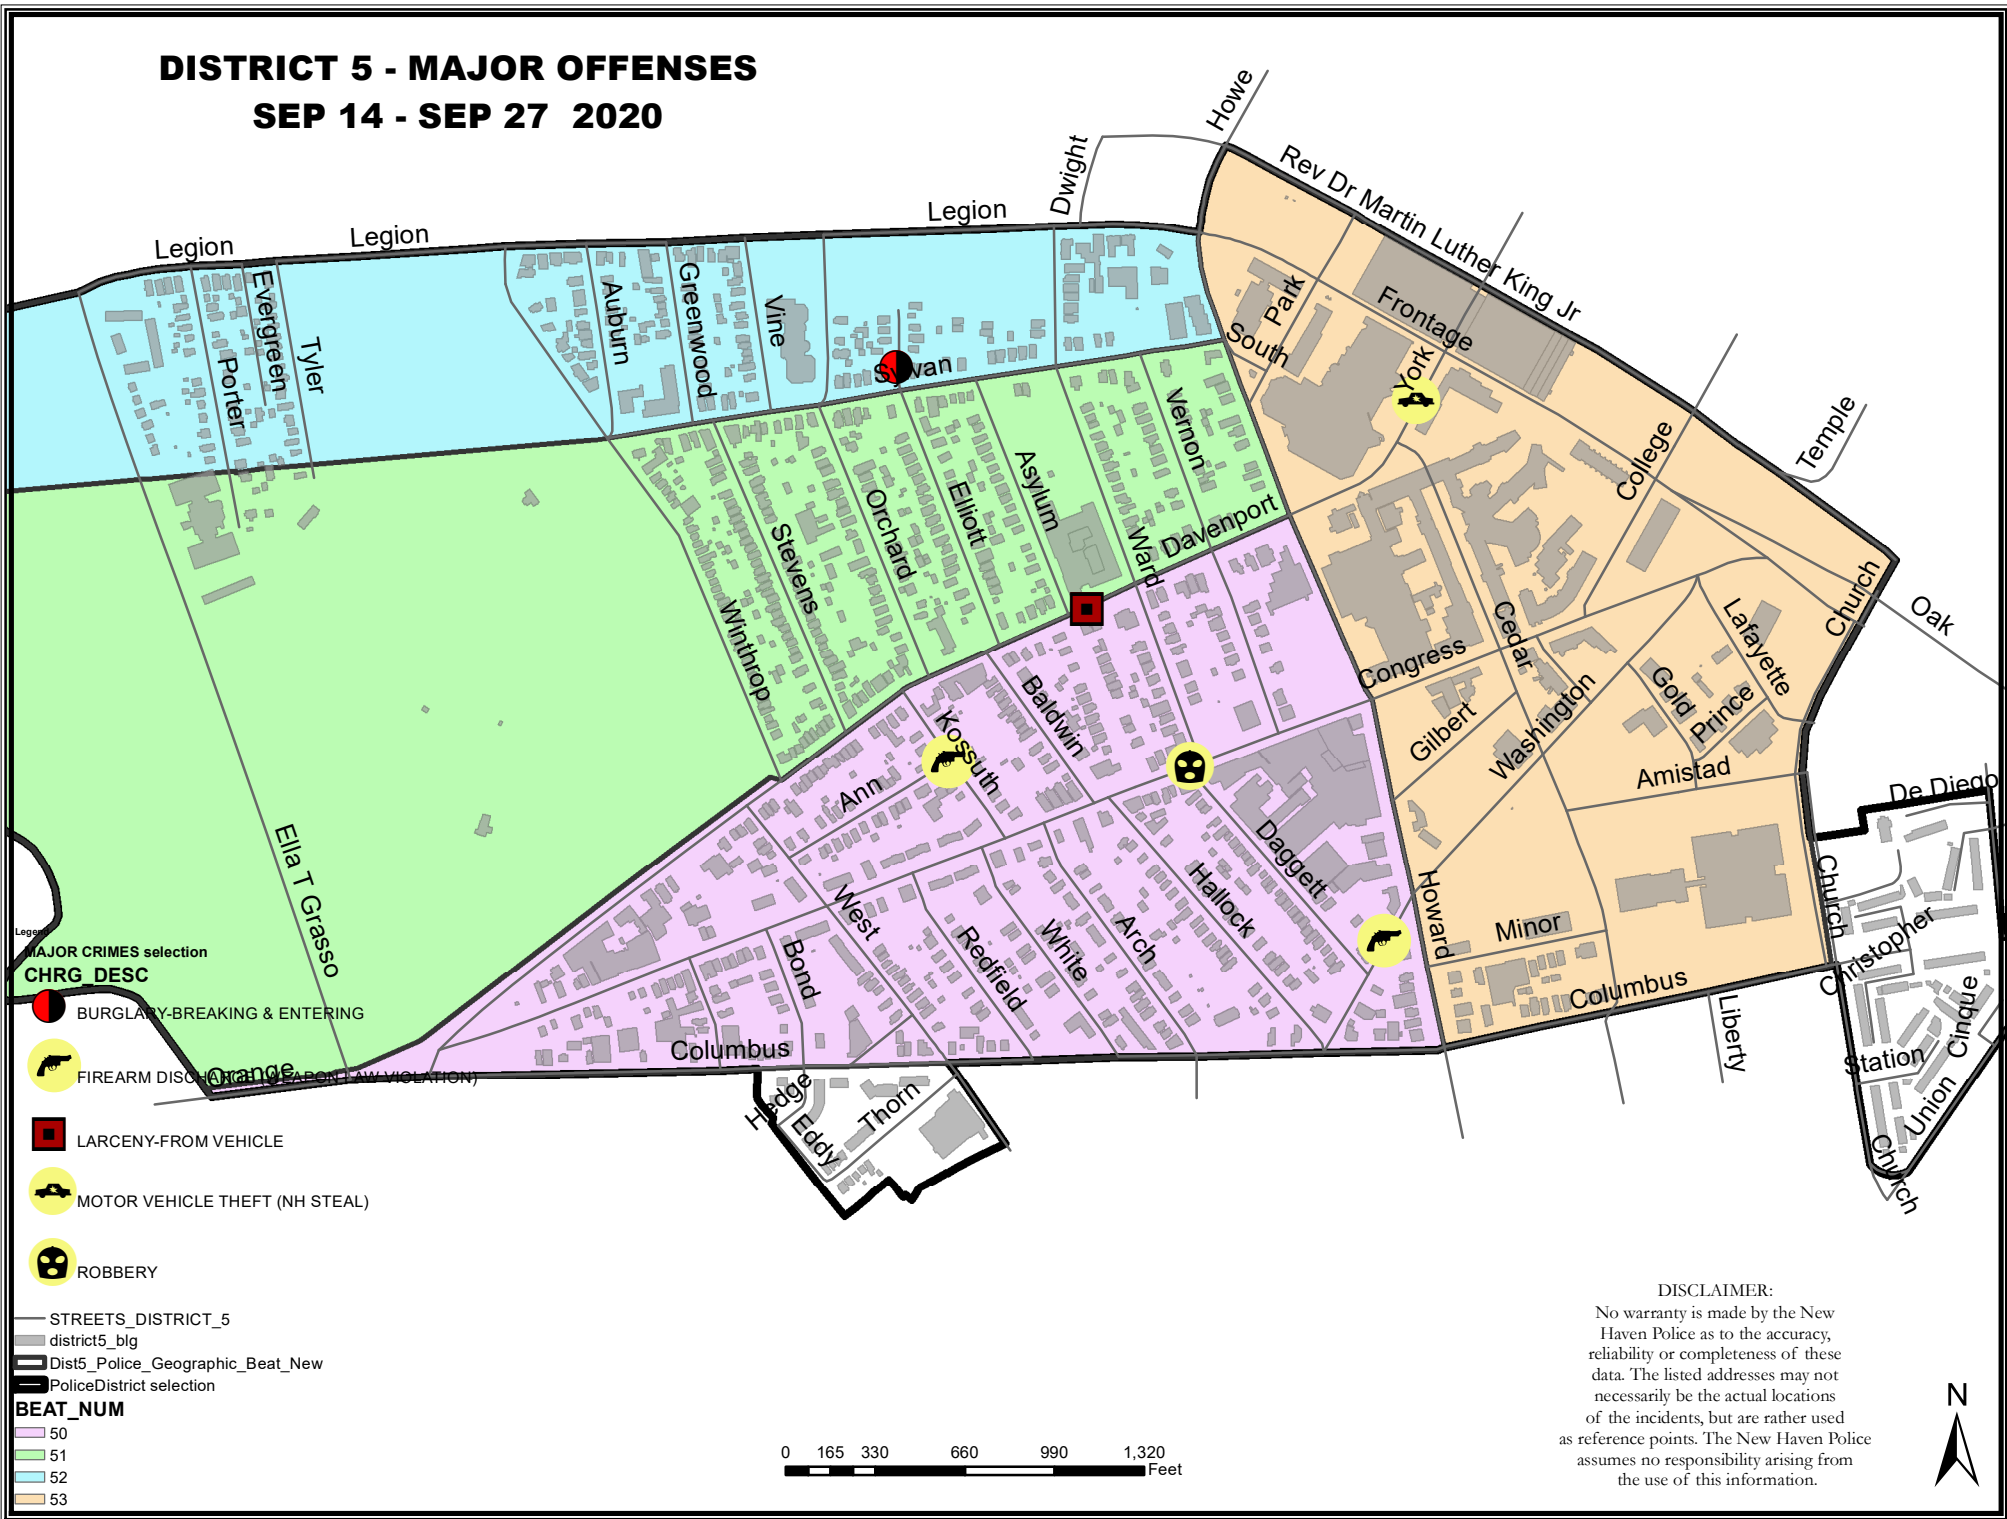 DISTRICT 5 - MAJOR OFFENSES
SEP 14 - SEP 27 2020
Howe
Rev Dr Martin Luther King Jr
Dwight
Legion
Legion
Legion
Evergreen
Porter
Tyler
Auburn
Greenwood
Vine
Sylvan
Park
South
Frontage
York
College
Temple
Vernon
Asylum
Elliott
Orchard
Stevens
Winthrop
Ward
Davenport
Cedar
Congress
Lafayette
Church
Oak
Gold
Prince
Washington
Gilbert
Amistad
Baldwin
Kossuth
Ann
De Diego
Daggett
Hallock
Howard
Church
Christopher
Minor
Columbus
Liberty
Cinque
Station
Union
Church
Ella T Grasso
West
Bond
Redfield
White
Arch
Columbus
Orange
Hedge
Eddy
Thorn
Legend
MAJOR CRIMES selection
CHRG_DESC
BURGLARY-BREAKING & ENTERING
FIREARM DISCHARGE (WEAPON LAW VIOLATION)
LARCENY-FROM VEHICLE
MOTOR VEHICLE THEFT (NH STEAL)
ROBBERY
STREETS_DISTRICT_5
district5_blg
Dist5_Police_Geographic_Beat_New
PoliceDistrict selection
BEAT_NUM
50
51
52
53
0 165 330 660 990 1,320
Feet
DISCLAIMER:
No warranty is made by the New
Haven Police as to the accuracy,
reliability or completeness of these
data. The listed addresses may not
necessarily be the actual locations
of the incidents, but are rather used
as reference points. The New Haven Police
assumes no responsibility arising from
the use of this information.
N